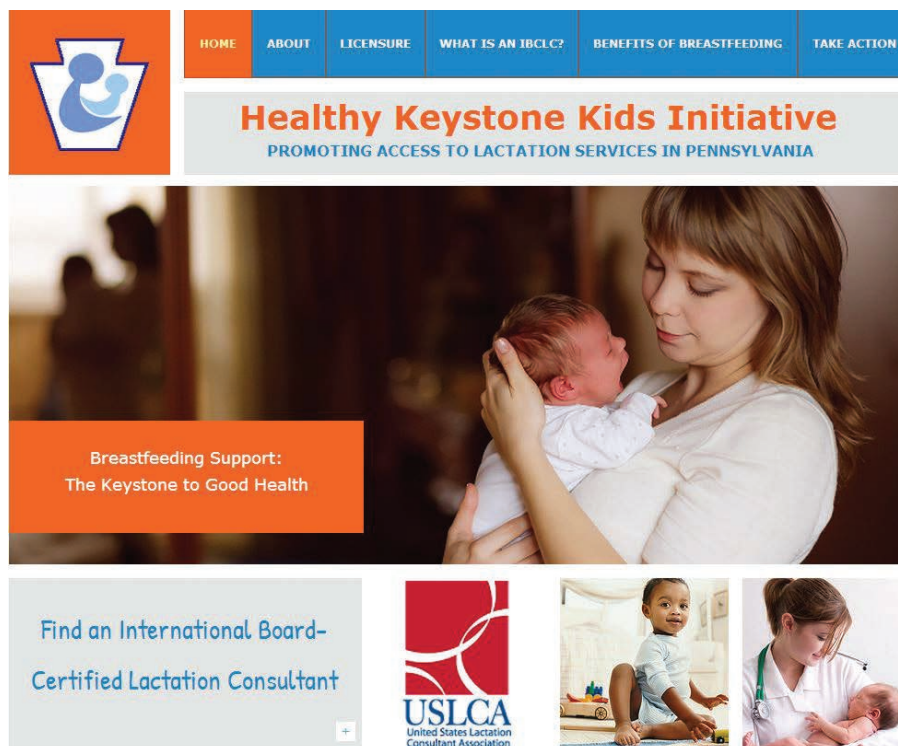 HOME ABOUT LICENSURE WHAT IS AN IBCLC? BENEFITS OF BREASTFEEDING TAKE ACTION
Healthy Keystone Kids Initiative
PROMOTING ACCESS TO LACTATION SERVICES IN PENNSYLVANIA
Breastfeeding Support:
The Keystone to Good Health
Find an International Board-
Certified Lactation Consultant
+
USLCA
United States Lactation
Consultant Association